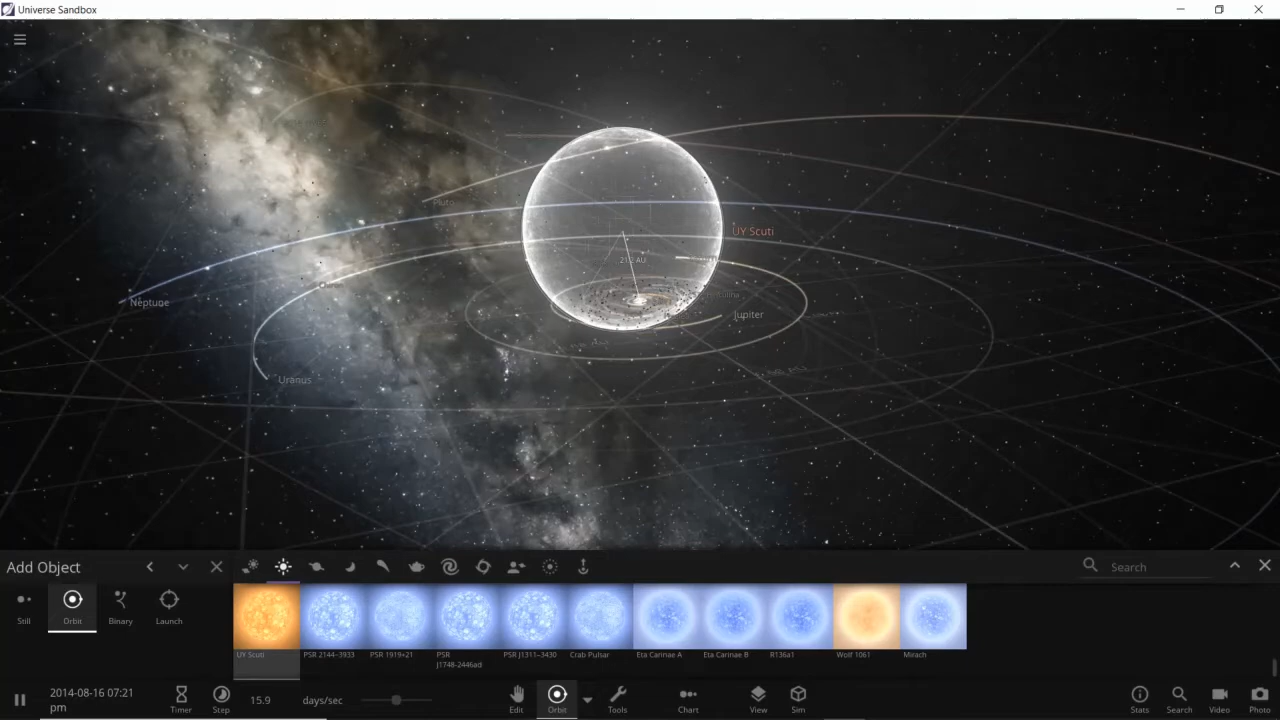 Universe Sandbox
Pluto
UY Scuti
Neptune
Jupiter
Uranus
Add Object
Search
Still
Orbit
Binary
Launch
UY Scuti
PSR 2144-3933
PSR 1919+21
PSR
J1748-2446ad
PSR J1311-3430
Crab Pulsar
Eta Carinae A
Eta Carinae B
R136a1
Wolf 1061
Mirach
2014-08-16 07:21
pm
Timer
Step
15.9
days/sec
Edit
Orbit
Tools
Chart
View
Sim
Stats
Search
Video
Photo